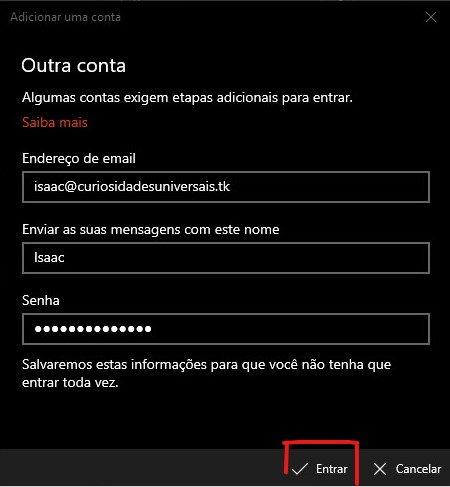 Adicionar uma conta
Outra conta
Algumas contas exigem etapas adicionais para entrar.
Saiba mais
Endereço de email
isaac@curiosidadesuniversais.tk
Enviar as suas mensagens com este nome
Isaac
Senha
●●●●●●●●●●●●●●
Salvaremos estas informações para que você não tenha que
entrar toda vez.
Entrar Cancelar